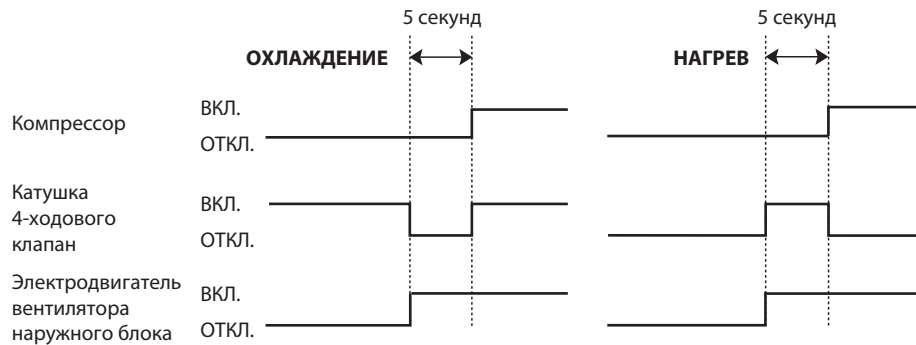 5 секунд
5 секунд
ОХЛАЖДЕНИЕ
НАГРЕВ
Компрессор
ВКЛ.
ОТКЛ.
Катушка
4-ходового
клапан
ВКЛ.
ОТКЛ.
Электродвигатель
вентилятора
наружного блока
ВКЛ.
ОТКЛ.